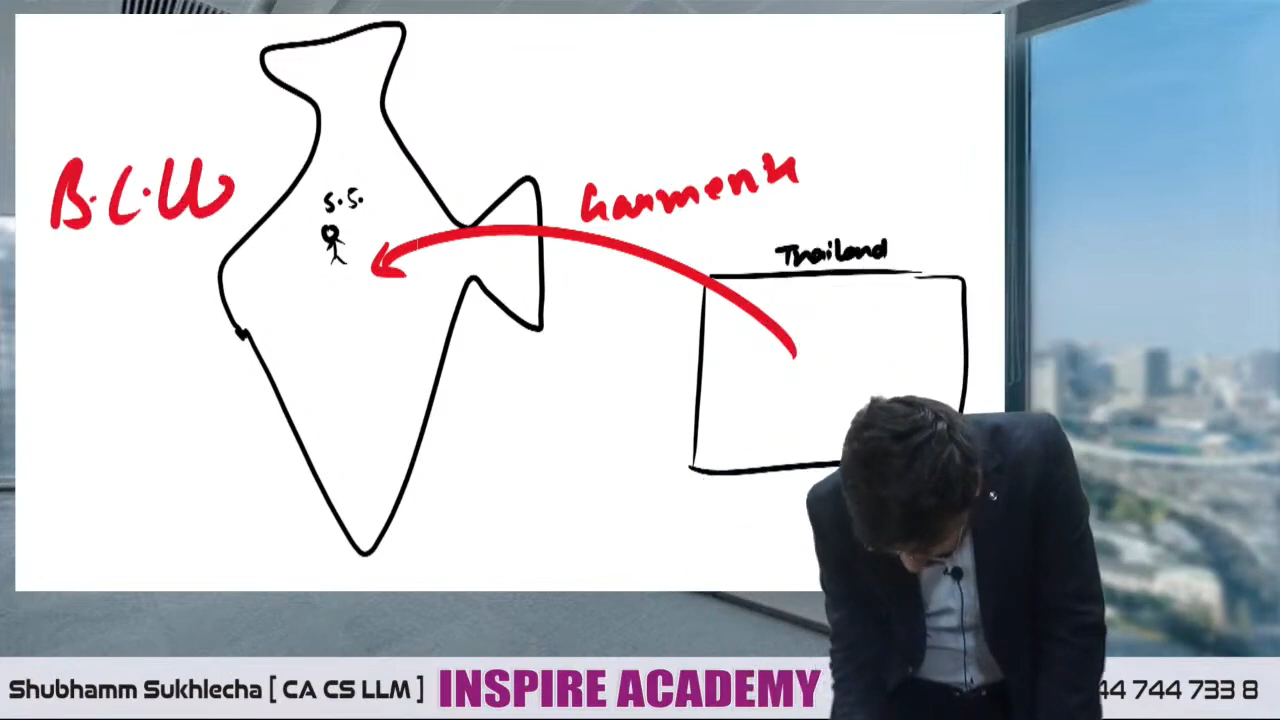 B.C.W
S.S.
Garments
Thailand
Shubhamm Sukhlecha [ CA CS LLM ] INSPIRE ACADEMY 44 744 733 8